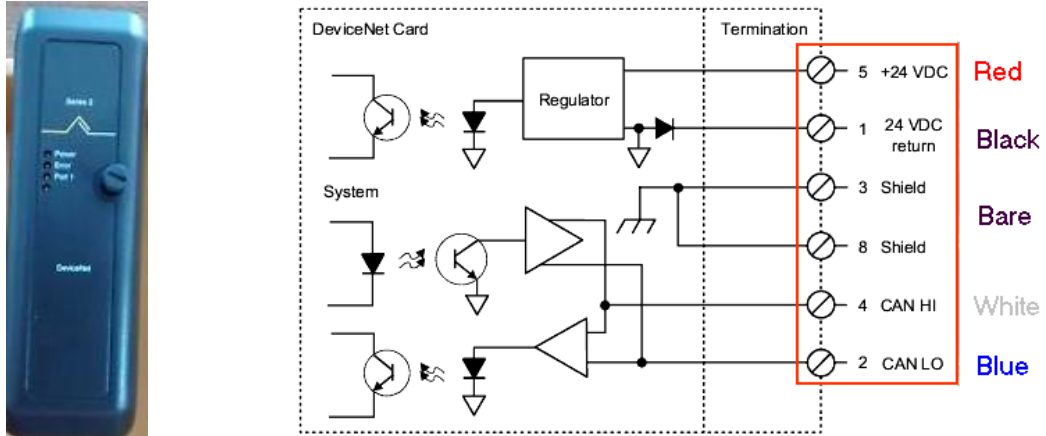 Series 2
Power
Error
Port 1
DeviceNet
DeviceNet Card
Termination
Regulator
System
5 +24 VDC
Red
1 24 VDC
return
Black
3 Shield
Bare
8 Shield
4 CAN HI
White
2 CAN LO
Blue